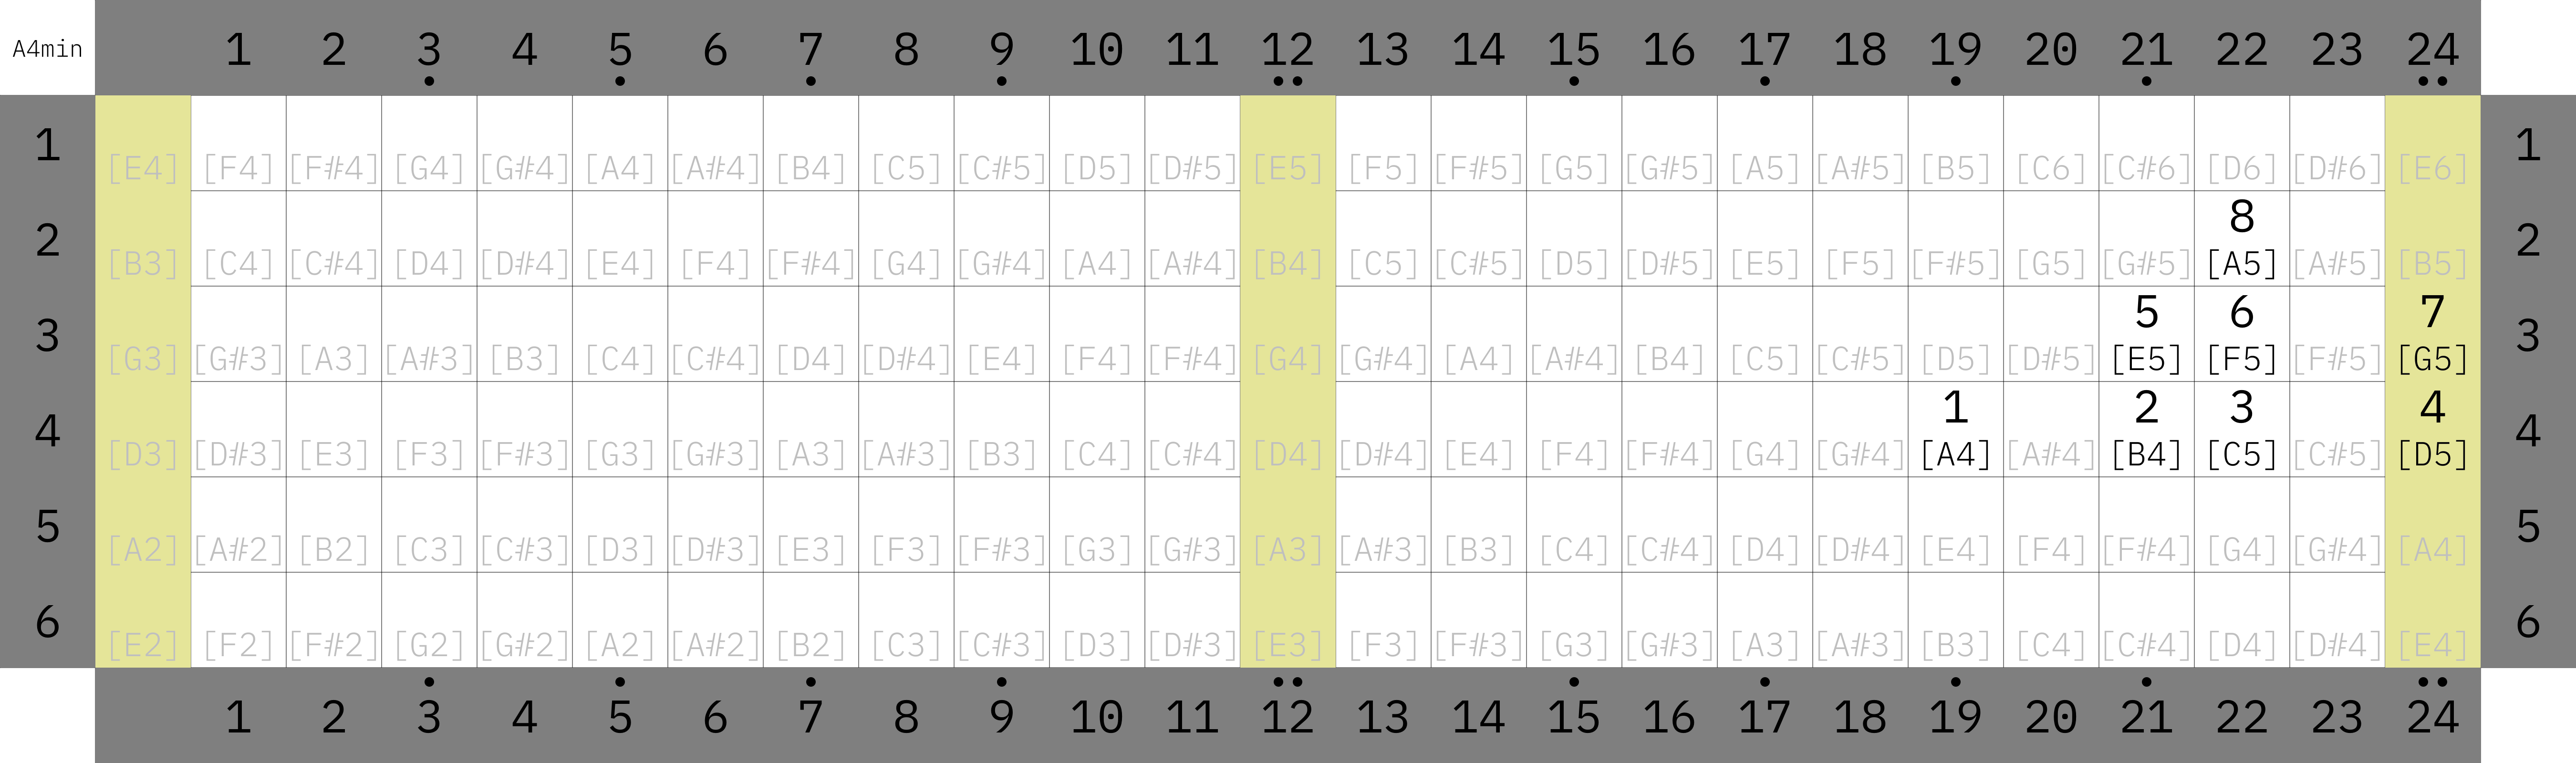 A4min 1 2 3 4 5 6 7 8 9 10 11 12 13 14 15 16 17 18 19 20 21 22 23 24
1 [E4] [F4] [F#4] [G4] [G#4] [A4] [A#4] [B4] [C5] [C#5] [D5] [D#5] [E5] [F5] [F#5] [G5] [G#5] [A5] [A#5] [B5] [C6] [C#6] [D6] [D#6] [E6] 1
8
2 [B3] [C4] [C#4] [D4] [D#4] [E4] [F4] [F#4] [G4] [G#4] [A4] [A#4] [B4] [C5] [C#5] [D5] [D#5] [E5] [F5] [F#5] [G5] [G#5] [A5] [A#5] [B5] 2
5 6 7
3 [G3] [G#3] [A3] [A#3] [B3] [C4] [C#4] [D4] [D#4] [E4] [F4] [F#4] [G4] [G#4] [A4] [A#4] [B4] [C5] [C#5] [D5] [D#5] [E5] [F5] [F#5] [G5] 3
1 2 3 4
4 [D3] [D#3] [E3] [F3] [F#3] [G3] [G#3] [A3] [A#3] [B3] [C4] [C#4] [D4] [D#4] [E4] [F4] [F#4] [G4] [G#4] [A4] [A#4] [B4] [C5] [C#5] [D5] 4
5 [A2] [A#2] [B2] [C3] [C#3] [D3] [D#3] [E3] [F3] [F#3] [G3] [G#3] [A3] [A#3] [B3] [C4] [C#4] [D4] [D#4] [E4] [F4] [F#4] [G4] [G#4] [A4] 5
6 [E2] [F2] [F#2] [G2] [G#2] [A2] [A#2] [B2] [C3] [C#3] [D3] [D#3] [E3] [F3] [F#3] [G3] [G#3] [A3] [A#3] [B3] [C4] [C#4] [D4] [D#4] [E4] 6
1 2 3 4 5 6 7 8 9 10 11 12 13 14 15 16 17 18 19 20 21 22 23 24